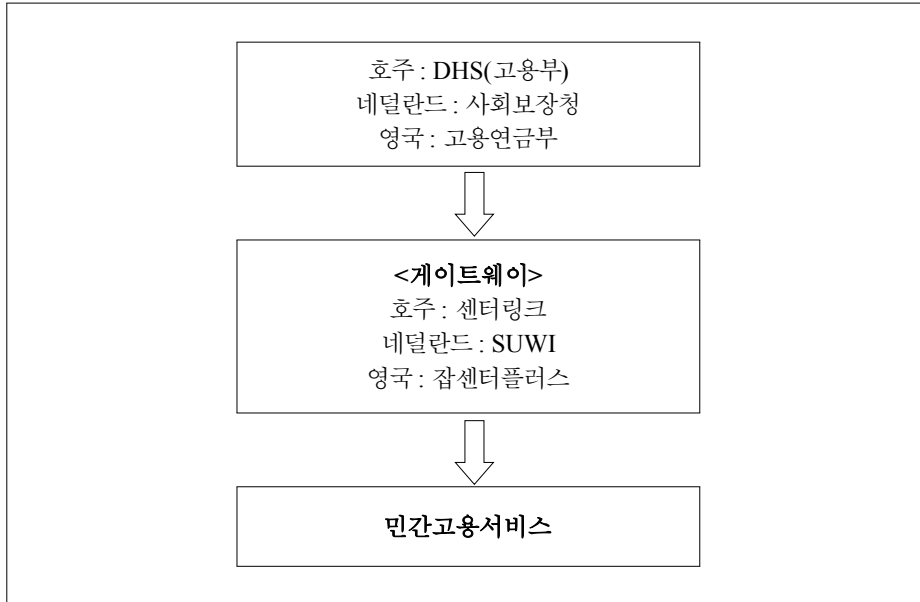 호주 : DHS(고용부)
네덜란드 : 사회보장청
영국 : 고용연금부
<게이트웨이>
호주 : 센터링크
네덜란드 : SUWI
영국 : 잡센터플러스
민간고용서비스